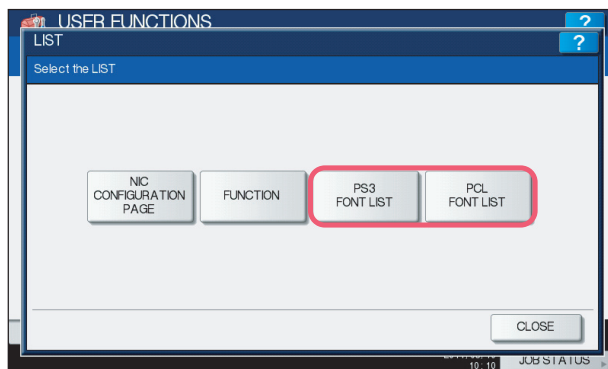 USER FUNCTIONS
?
LIST
?
Select the LIST
NIC
CONFIGURATION
PAGE
FUNCTION
PS3
FONT LIST
PCL
FONT LIST
CLOSE
10:10
JOB STATUS